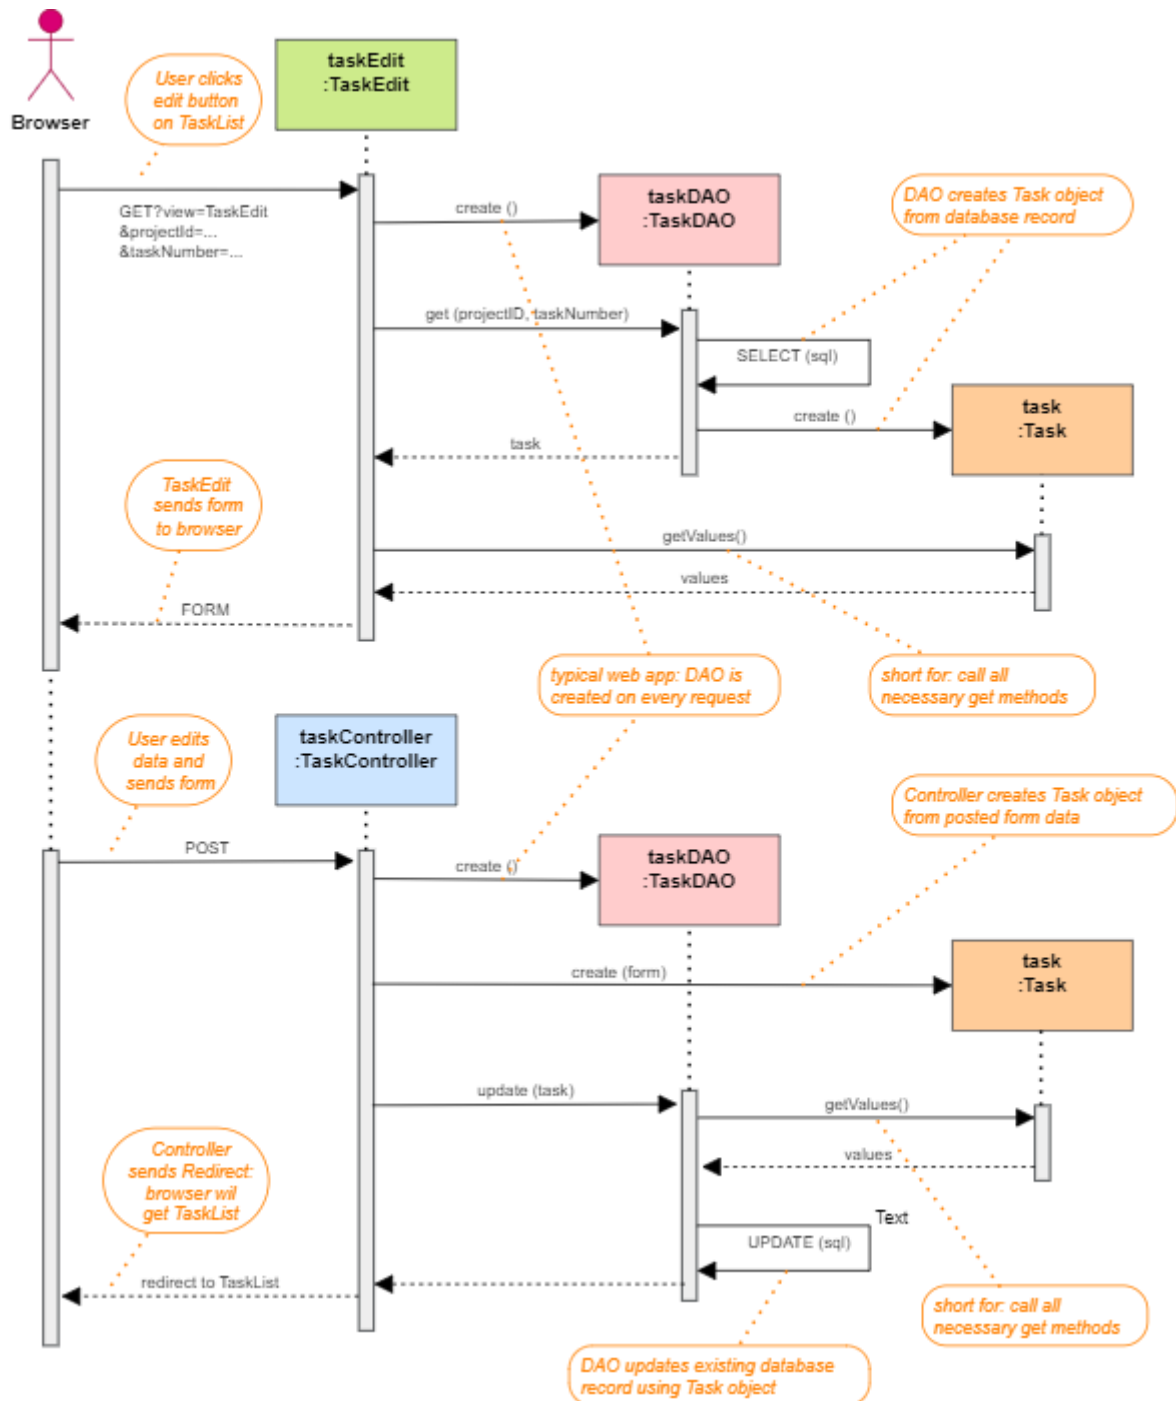 taskEdit
:TaskEdit
User clicks
edit button
on TaskList
Browser
taskDAO
:TaskDAO
DAO creates Task object
from database record
create ()
GET?view=TaskEdit
&projectId=...
&taskNumber=...
get (projectID, taskNumber)
SELECT (sql)
task
:Task
create ()
task
TaskEdit
sends form
to browser
getValues()
values
FORM
typical web app: DAO is
created on every request
short for: call all
necessary get methods
taskController
:TaskController
User edits
data and
sends form
Controller creates Task object
from posted form data
POST
taskDAO
:TaskDAO
create ()
task
:Task
create (form)
update (task)
getValues()
Controller
sends Redirect:
browser wil
get TaskList
values
Text
UPDATE (sql)
redirect to TaskList
short for: call all
necessary get methods
DAO updates existing database
record using Task object